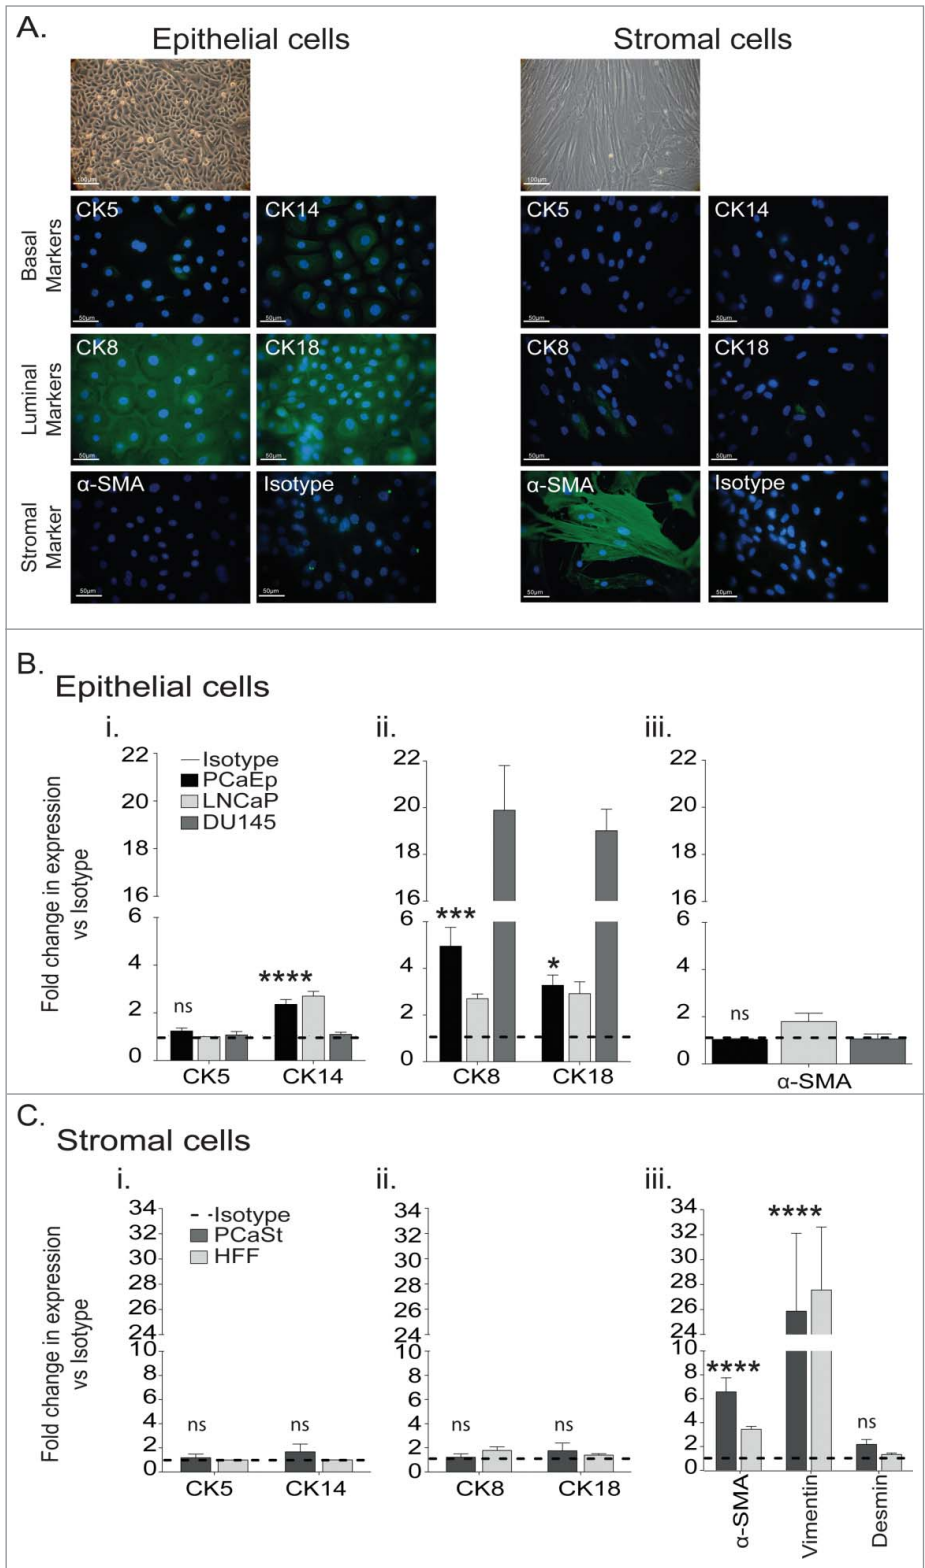 A.
Epithelial cells
Stromal cells
100µm
100µm
Basal
Markers
CK5
CK14
CK5
CK14
50µm
50µm
50µm
50µm
Luminal
Markers
CK8
CK18
CK8
CK18
50µm
50µm
50µm
50µm
Stromal
Marker
α-SMA
Isotype
α-SMA
Isotype
50µm
50µm
50µm
50µm
B.
Epithelial cells
i.
ii.
iii.
Fold change in expression
vs Isotype
22
20
18
16
6
4
2
0
Isotype
PCaEp
LNCaP
DU145
ns
****
CK5
CK14
22
20
18
16
6
4
2
0
***
*
CK8
CK18
22
20
18
16
6
4
2
0
ns
α-SMA
C.
Stromal cells
i.
ii.
iii.
Fold change in expression
vs Isotype
34
32
30
28
26
24
10
8
6
4
2
0
Isotype
PCaSt
HFF
ns
ns
CK5
CK14
34
32
30
28
26
24
10
8
6
4
2
0
ns
ns
CK8
CK18
34
32
30
28
26
24
10
8
6
4
2
0
****
****
ns
α-SMA
Vimentin
Desmin